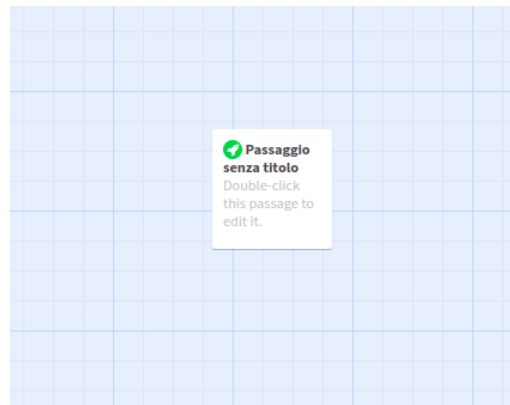 Passaggio
senza titolo
Double-click
this passage to
edit it.